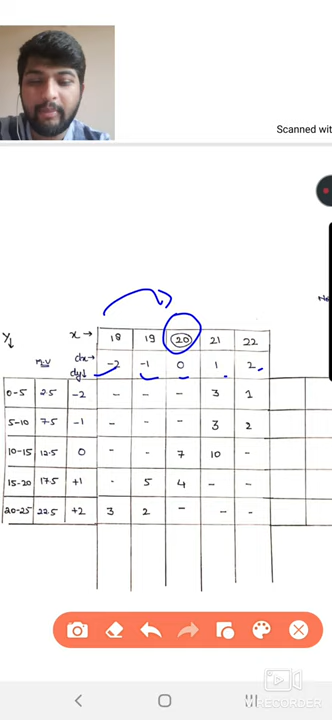 Scanned wit
No
x → 18 19 20 21 22
Y↓ m.v dx→ -2 -1 0 1 2
dy↓
0-5 2.5 -2 - - - 3 1
5-10 7.5 -1 - - - 3 2
10-15 12.5 0 - - 7 10 -
15-20 17.5 +1 - 5 4 - -
20-25 22.5 +2 3 2 - - -
RECORDER